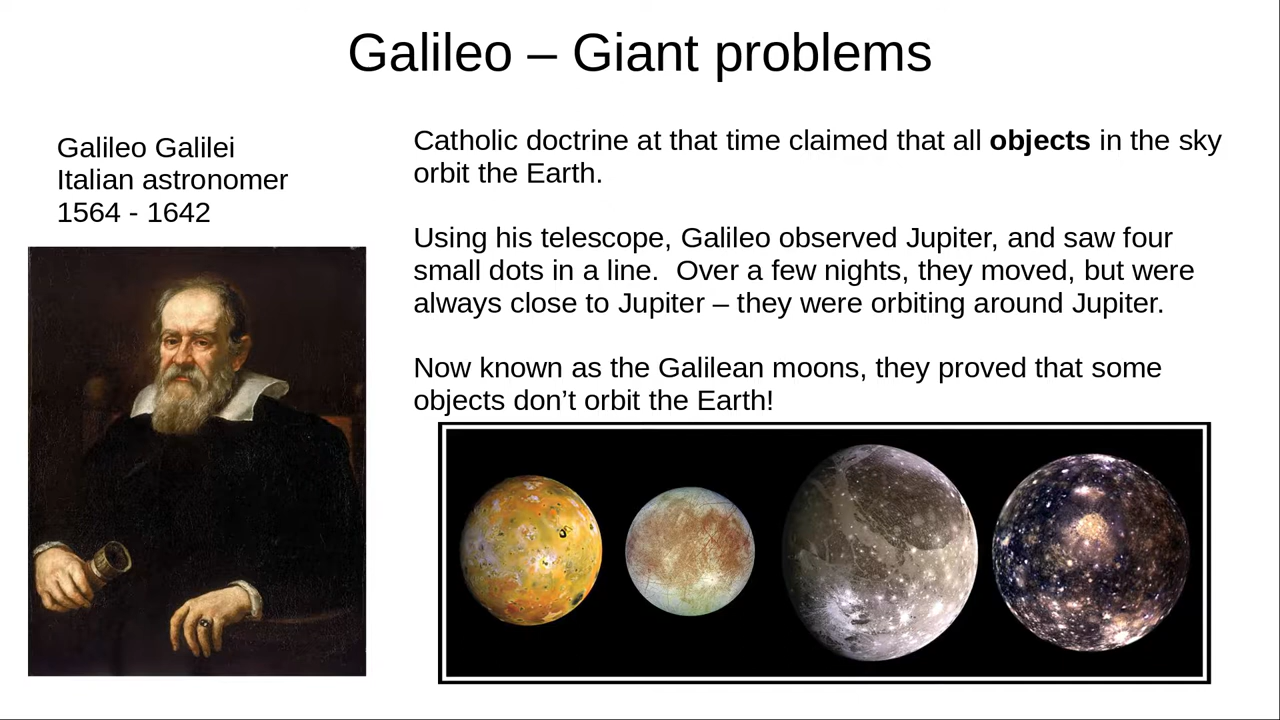 Galileo – Giant problems
Galileo Galilei
Italian astronomer
1564 - 1642
Catholic doctrine at that time claimed that all objects in the sky
orbit the Earth.
Using his telescope, Galileo observed Jupiter, and saw four
small dots in a line.  Over a few nights, they moved, but were
always close to Jupiter – they were orbiting around Jupiter.
Now known as the Galilean moons, they proved that some
objects don’t orbit the Earth!